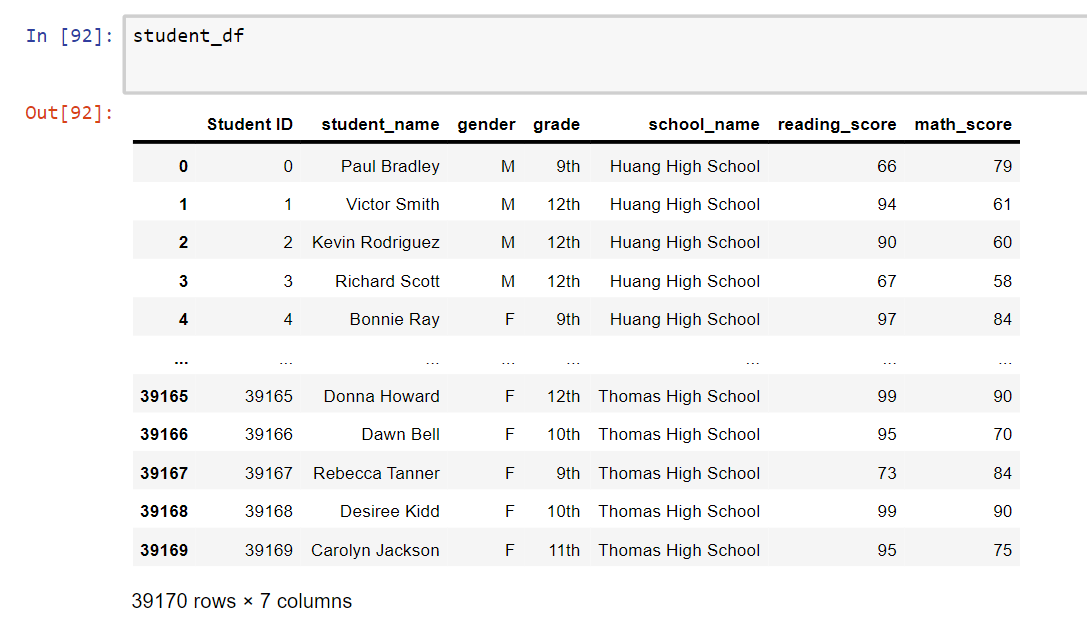 In [92]: student_df
Out[92]:
Student ID student_name gender grade school_name reading_score math_score
0 0 Paul Bradley M 9th Huang High School 66 79
1 1 Victor Smith M 12th Huang High School 94 61
2 2 Kevin Rodriguez M 12th Huang High School 90 60
3 3 Richard Scott M 12th Huang High School 67 58
4 4 Bonnie Ray F 9th Huang High School 97 84
... ... ... ... ... ... ... ...
39165 39165 Donna Howard F 12th Thomas High School 99 90
39166 39166 Dawn Bell F 10th Thomas High School 95 70
39167 39167 Rebecca Tanner F 9th Thomas High School 73 84
39168 39168 Desiree Kidd F 10th Thomas High School 99 90
39169 39169 Carolyn Jackson F 11th Thomas High School 95 75
39170 rows × 7 columns